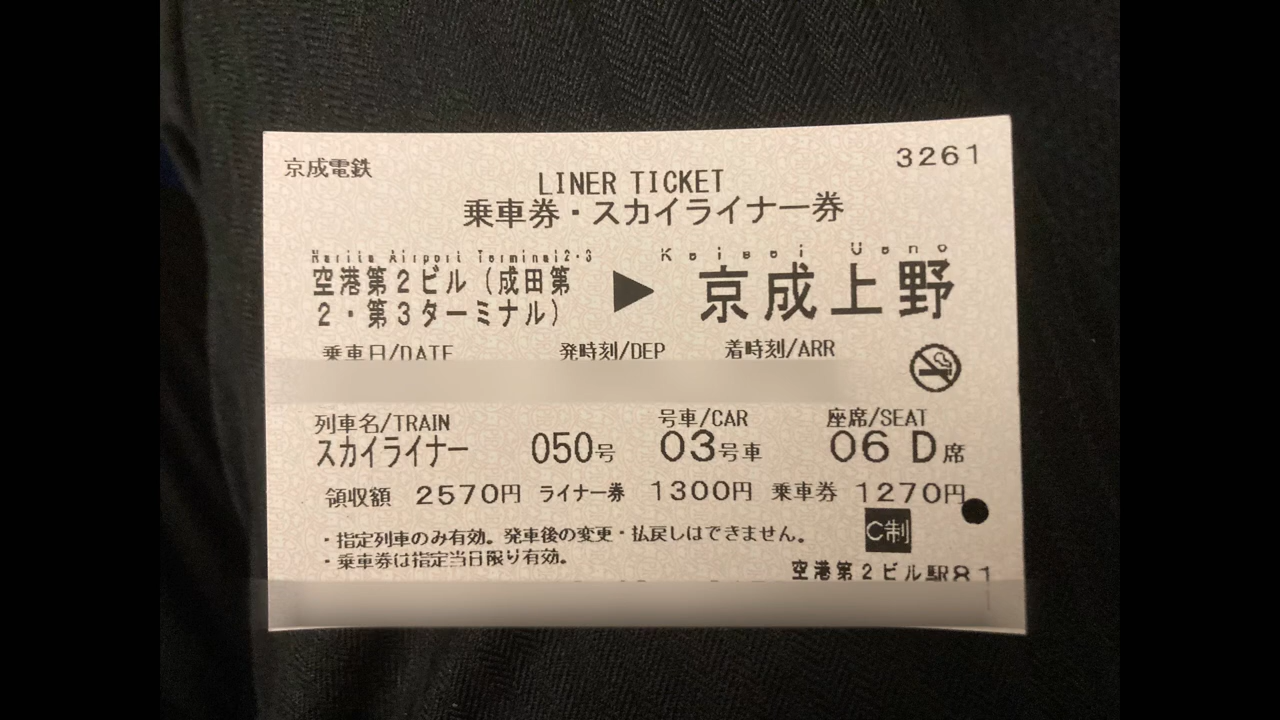 京成電鉄
3261
LINER TICKET
乗車券・スカイライナー券
Narita Airport Terminal2・3
Keisei Ueno
空港第2ビル(成田第
2・第3ターミナル)
▶
京成上野
乗車日/DATE 発時刻/DEP 着時刻/ARR
列車名/TRAIN 号車/CAR 座席/SEAT
スカイライナー 050号 03号車 06 D席
領収額 2570円 ライナー券 1300円 乗車券 1270円
・指定列車のみ有効。発車後の変更・払戻しはできません。
C制
・乗車券は指定当日限り有効。
空港第2ビル駅81